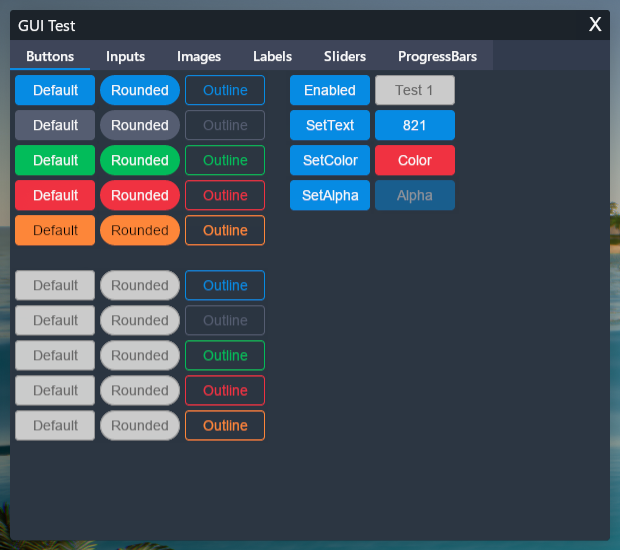 GUI Test X
Buttons Inputs Images Labels Sliders ProgressBars
Default Rounded Outline Enabled Test 1
Default Rounded Outline SetText 821
Default Rounded Outline SetColor Color
Default Rounded Outline SetAlpha Alpha
Default Rounded Outline
Default Rounded Outline
Default Rounded Outline
Default Rounded Outline
Default Rounded Outline
Default Rounded Outline